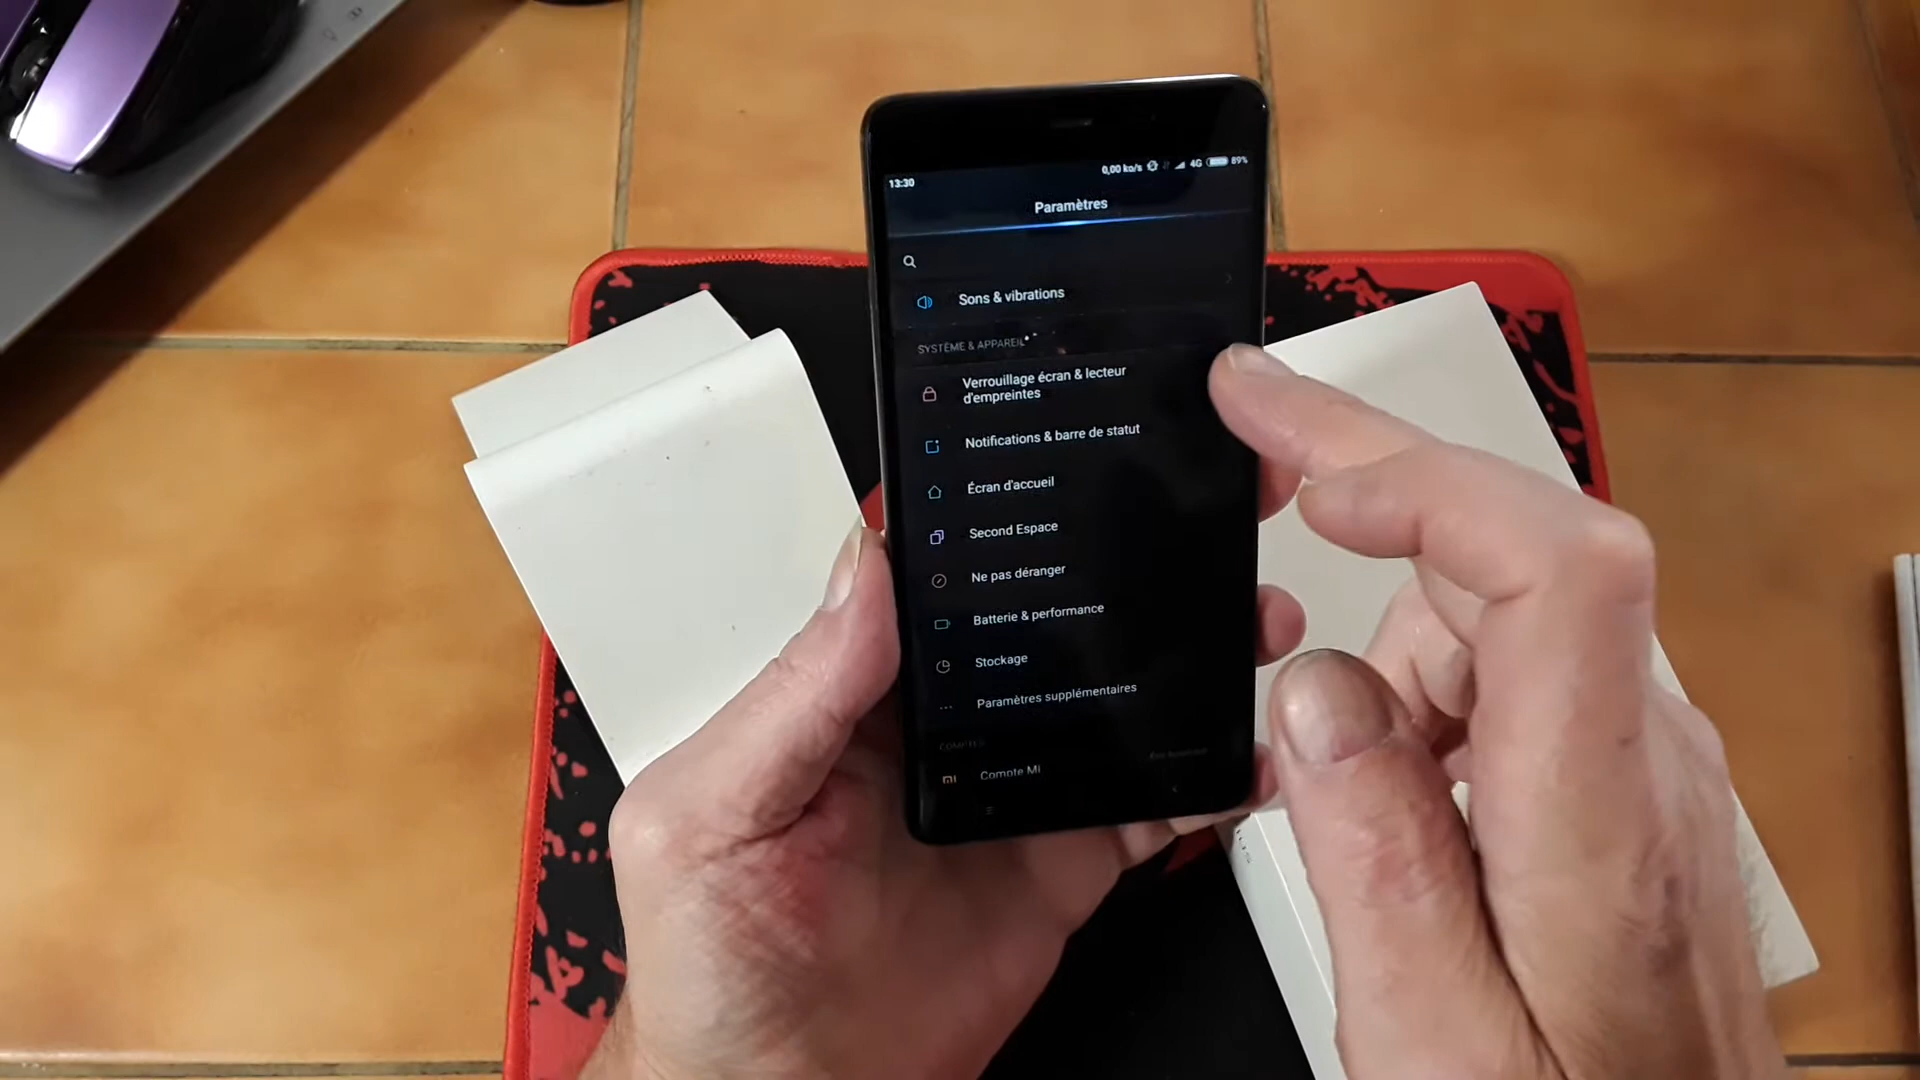 13:30
0,00 ko/s 4G 89%
Paramètres
Sons & vibrations
SYSTÈME & APPAREIL
Verrouillage écran & lecteur
d'empreintes
Notifications & barre de statut
Écran d'accueil
Second Espace
Ne pas déranger
Batterie & performance
Stockage
Paramètres supplémentaires
COMPTES
Compte Mi